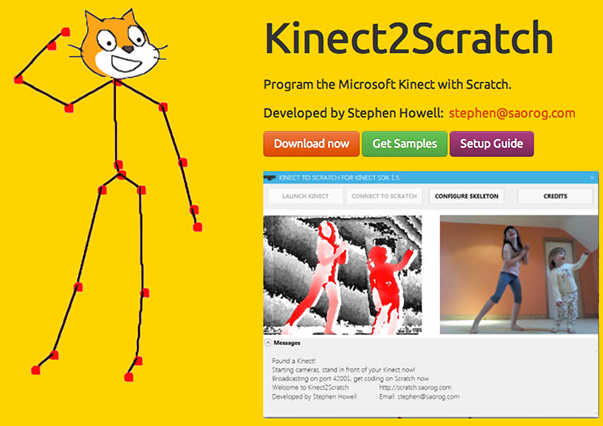 Kinect2Scratch
Program the Microsoft Kinect with Scratch.
Developed by Stephen Howell: stephen@saorog.com
Download now Get Samples Setup Guide
KINECT TO SCRATCH FOR KINECT SDK 1.5
LAUNCH KINECT CONNECT TO SCRATCH CONFIGURE SKELETON CREDITS
Messages
Found a Kinect!
Starting cameras, stand in front of your Kinect now!
Broadcasting on port 42001, get coding on Scratch now
Welcome to Kinect2Scratch http://scratch.saorog.com
Developed by Stephen Howell Email: stephen@saorog.com